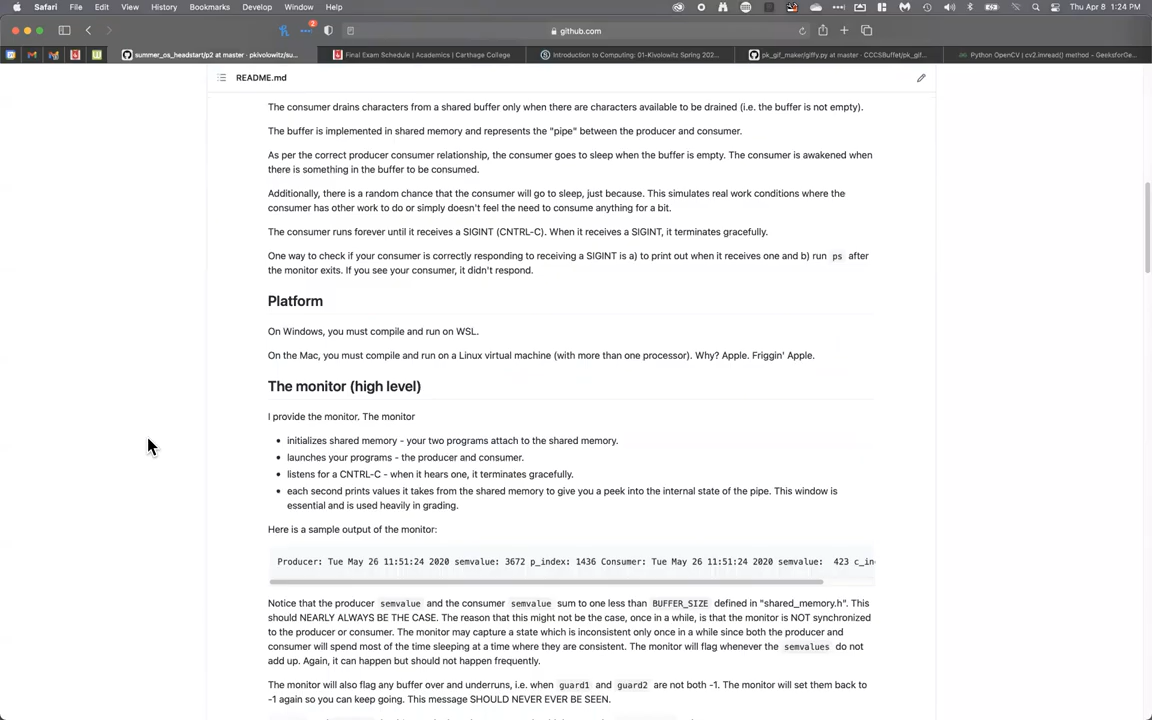 Safari File Edit View History Bookmarks Develop Window Help
2
Thu Apr 8 1:24 PM
github.com
summer_os_headstart/p2 at master · pkivolowitz/su...
Final Exam Schedule | Academics | Carthage College
Introduction to Computing: 01-Kivolowitz Spring 202...
pk_gif_maker/giffy.py at master · CCCSBuffet/pk_gif...
Python OpenCV | cv2.imread() method - GeeksforGe...
README.md
The consumer drains characters from a shared buffer only when there are characters available to be drained (i.e. the buffer is not empty).
The buffer is implemented in shared memory and represents the "pipe" between the producer and consumer.
As per the correct producer consumer relationship, the consumer goes to sleep when the buffer is empty. The consumer is awakened when
there is something in the buffer to be consumed.
Additionally, there is a random chance that the consumer will go to sleep, just because. This simulates real work conditions where the
consumer has other work to do or simply doesn't feel the need to consume anything for a bit.
The consumer runs forever until it receives a SIGINT (CNTRL-C). When it receives a SIGINT, it terminates gracefully.
One way to check if your consumer is correctly responding to receiving a SIGINT is a) to print out when it receives one and b) run ps after
the monitor exits. If you see your consumer, it didn't respond.
Platform
On Windows, you must compile and run on WSL.
On the Mac, you must compile and run on a Linux virtual machine (with more than one processor). Why? Apple. Friggin' Apple.
The monitor (high level)
I provide the monitor. The monitor
• initializes shared memory - your two programs attach to the shared memory.
• launches your programs - the producer and consumer.
• listens for a CNTRL-C - when it hears one, it terminates gracefully.
• each second prints values it takes from the shared memory to give you a peek into the internal state of the pipe. This window is
essential and is used heavily in grading.
Here is a sample output of the monitor:
Producer: Tue May 26 11:51:24 2020 semvalue: 3672 p_index: 1436 Consumer: Tue May 26 11:51:24 2020 semvalue: 423 c_in
Notice that the producer semvalue and the consumer semvalue sum to one less than BUFFER_SIZE defined in "shared_memory.h". This
should NEARLY ALWAYS BE THE CASE. The reason that this might not be the case, once in a while, is that the monitor is NOT synchronized
to the producer or consumer. The monitor may capture a state which is inconsistent only once in a while since both the producer and
consumer will spend most of the time sleeping at a time where they are consistent. The monitor will flag whenever the semvalues do not
add up. Again, it can happen but should not happen frequently.
The monitor will also flag any buffer over and underruns, i.e. when guard1 and guard2 are not both -1. The monitor will set them back to
-1 again so you can keep going. This message SHOULD NEVER EVER BE SEEN.